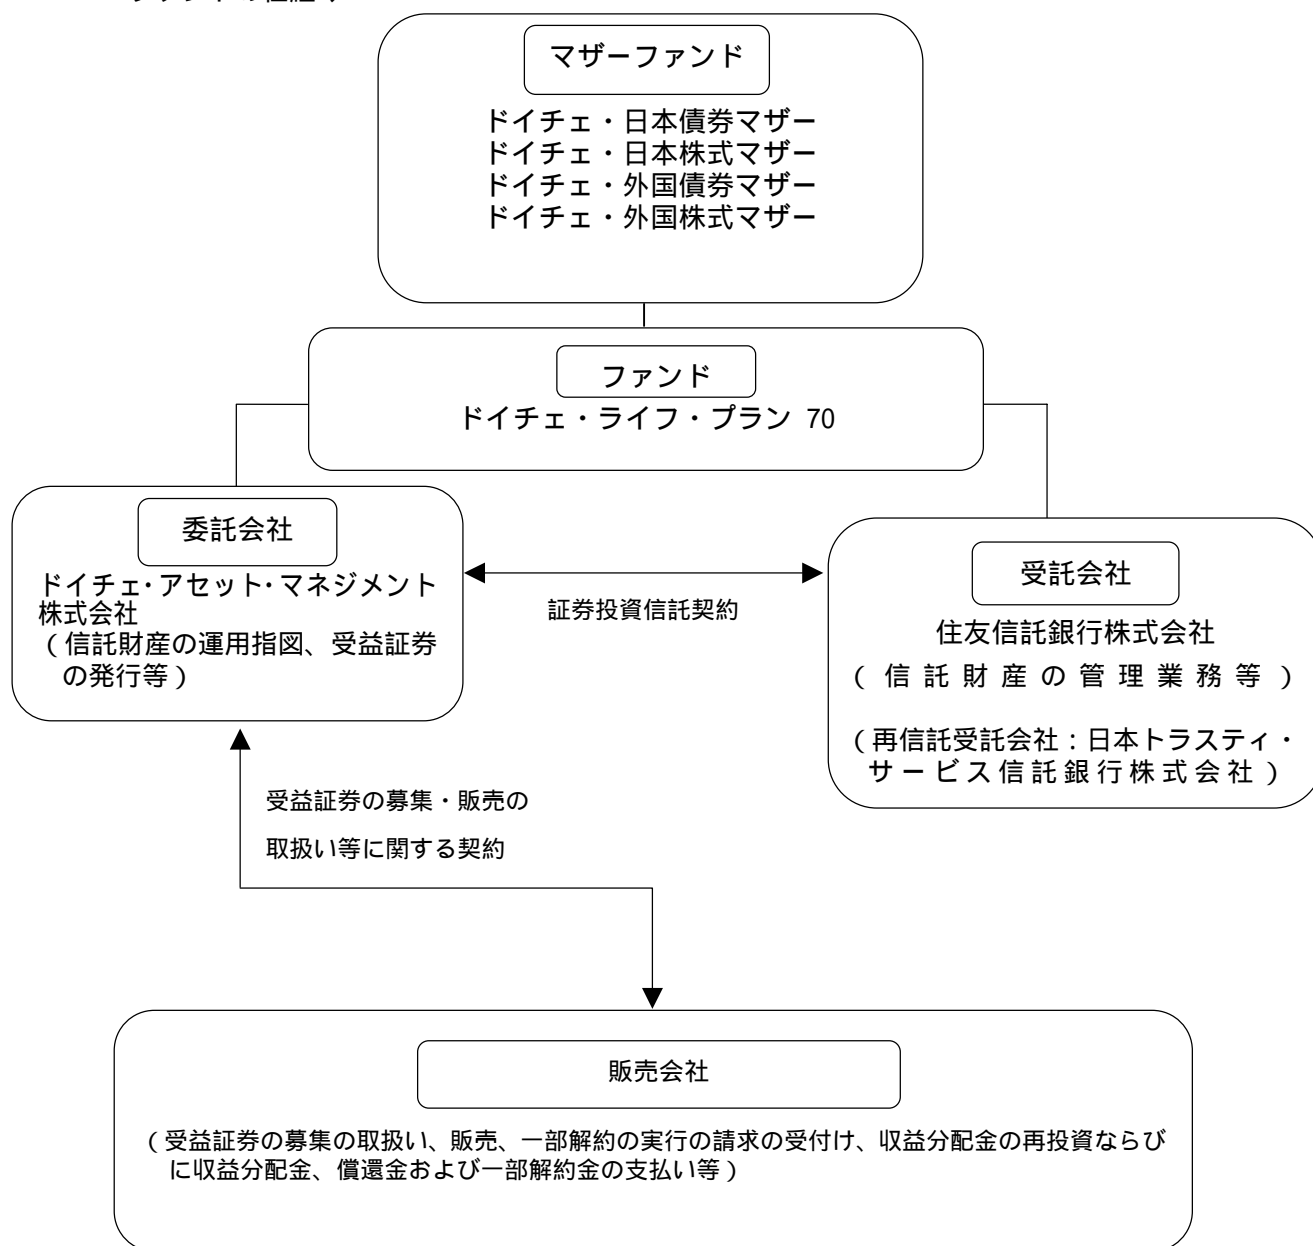 マザーファンド
ドイチェ・日本債券マザー
ドイチェ・日本株式マザー
ドイチェ・外国債券マザー
ドイチェ・外国株式マザー
ファンド
ドイチェ・ライフ・プラン 70
委託会社
ドイチェ・アセット・マネジメント
株式会社
(信託財産の運用指図、受益証券
の発行等)
証券投資信託契約
受託会社
住友信託銀行株式会社
(信託財産の管理業務等)
(再信託受託会社:日本トラスティ・
サービス信託銀行株式会社)
受益証券の募集・販売の
取扱い等に関する契約
販売会社
(受益証券の募集の取扱い、販売、一部解約の実行の請求の受付け、収益分配金の再投資ならび
に収益分配金、償還金および一部解約金の支払い等)